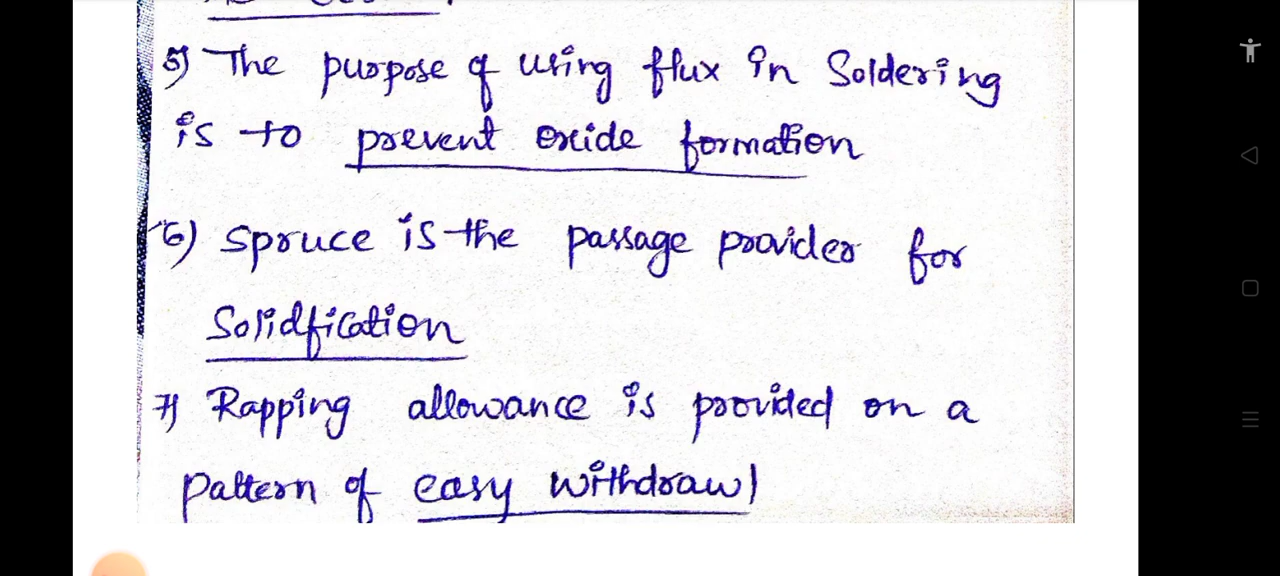 5) The purpose of using flux in Soldering
is to prevent oxide formation
6) Spruce is the passage provider for
Solidfication
7) Rapping allowance is provided on a
pattern of easy withdrawl